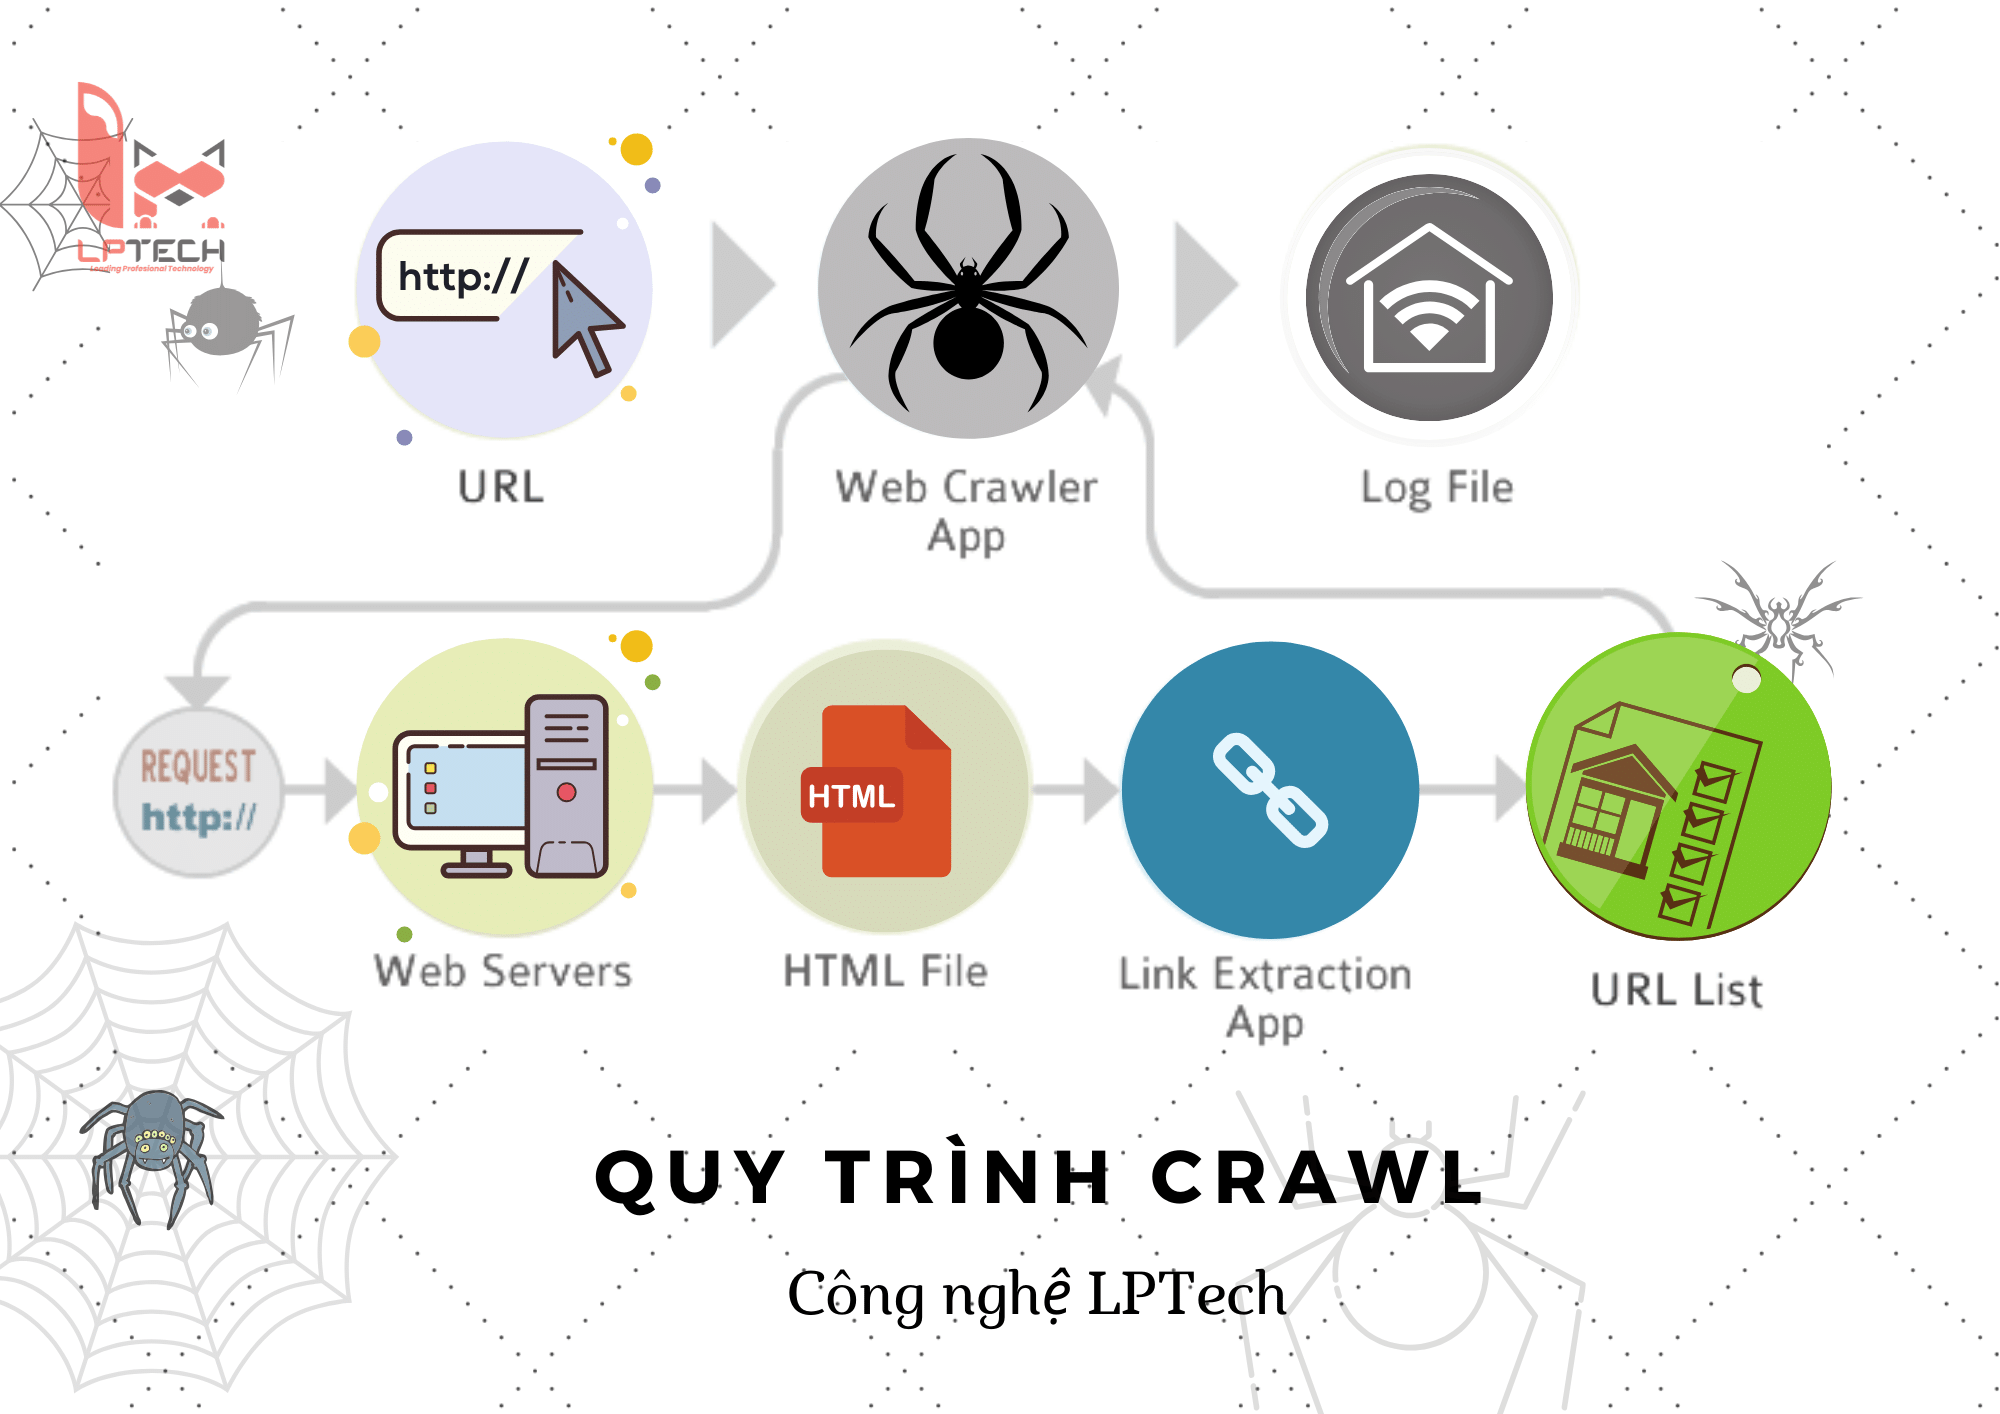 LPTECH
Leading Profesional Technology
http://
URL
Web Crawler
App
Log File
REQUEST
http://
HTML
Web Servers
HTML File
Link Extraction
App
URL List
QUY TRÌNH CRAWL
Công nghệ LPTech